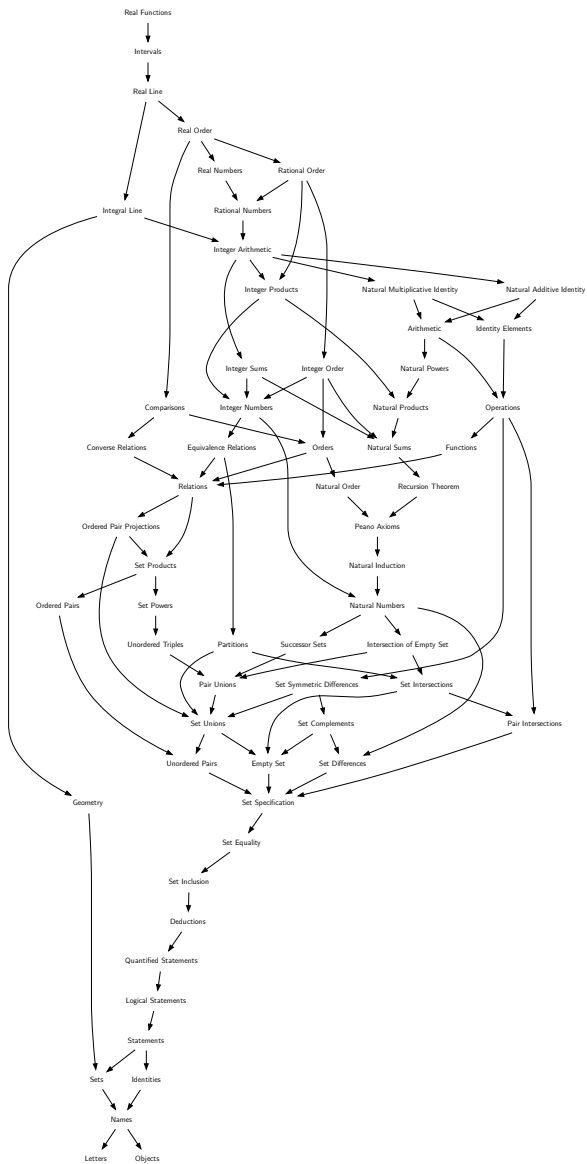 Real Functions
Intervals
Real Line
Real Order
Real Numbers
Rational Order
Integral Line
Rational Numbers
Integer Arithmetic
Integer Products
Natural Multiplicative Identity
Natural Additive Identity
Arithmetic
Identity Elements
Integer Sums
Integer Order
Natural Powers
Comparisons
Integer Numbers
Natural Products
Operations
Converse Relations
Equivalence Relations
Orders
Natural Sums
Functions
Relations
Natural Order
Recursion Theorem
Ordered Pair Projections
Peano Axioms
Set Products
Natural Induction
Ordered Pairs
Set Powers
Natural Numbers
Unordered Triples
Partitions
Successor Sets
Intersection of Empty Set
Pair Unions
Set Symmetric Differences
Set Intersections
Set Unions
Set Complements
Pair Intersections
Unordered Pairs
Empty Set
Set Differences
Geometry
Set Specification
Set Equality
Set Inclusion
Deductions
Quantified Statements
Logical Statements
Statements
Sets
Identities
Names
Letters
Objects